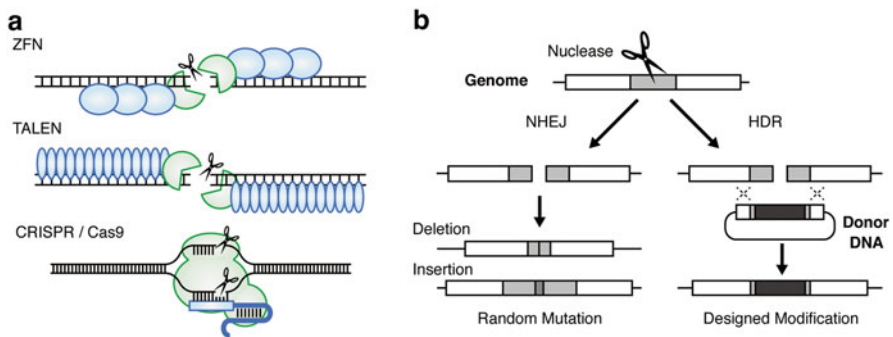 a
ZFN
TALEN
CRISPR / Cas9
b
Nuclease
Genome
NHEJ
HDR
Donor
DNA
Deletion
Insertion
Random Mutation
Designed Modification